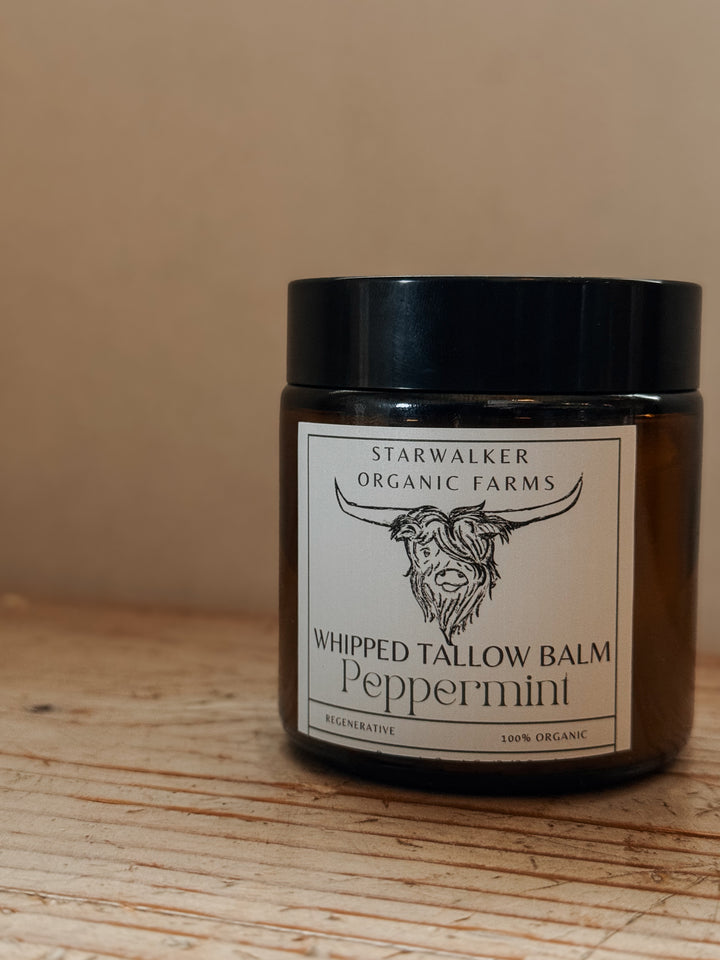 STARWALKER
ORGANIC FARMS
WHIPPED TALLOW BALM
Peppermint
REGENERATIVE
100% ORGANIC